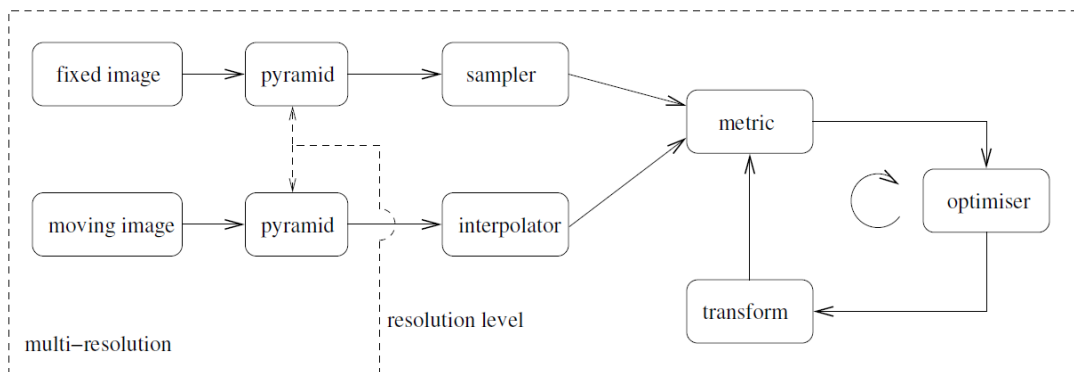 fixed image
pyramid
sampler
metric
moving image
pyramid
interpolator
optimiser
transform
resolution level
multi−resolution